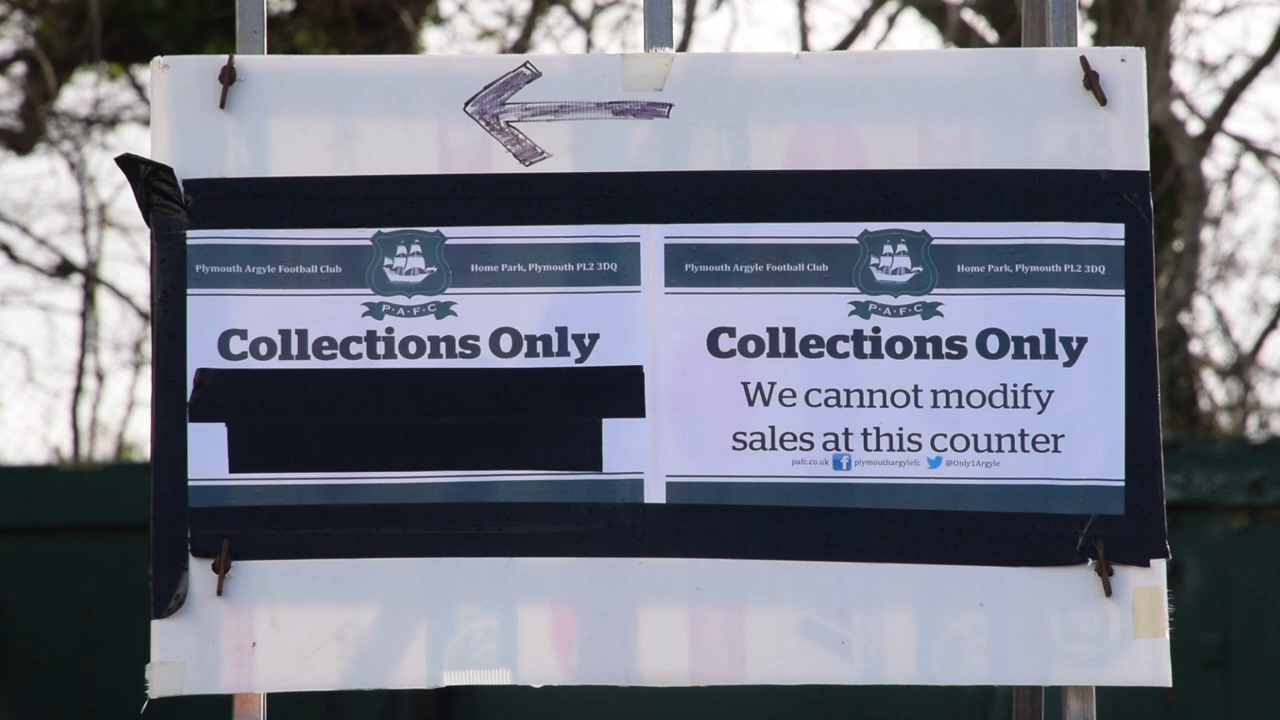 Plymouth Argyle Football Club
Home Park, Plymouth PL2 3DQ
P·A·F·C
Collections Only
Plymouth Argyle Football Club
Home Park, Plymouth PL2 3DQ
P·A·F·C
Collections Only
We cannot modify
sales at this counter
pafc.co.uk plymouthargylefc @Only1Argyle